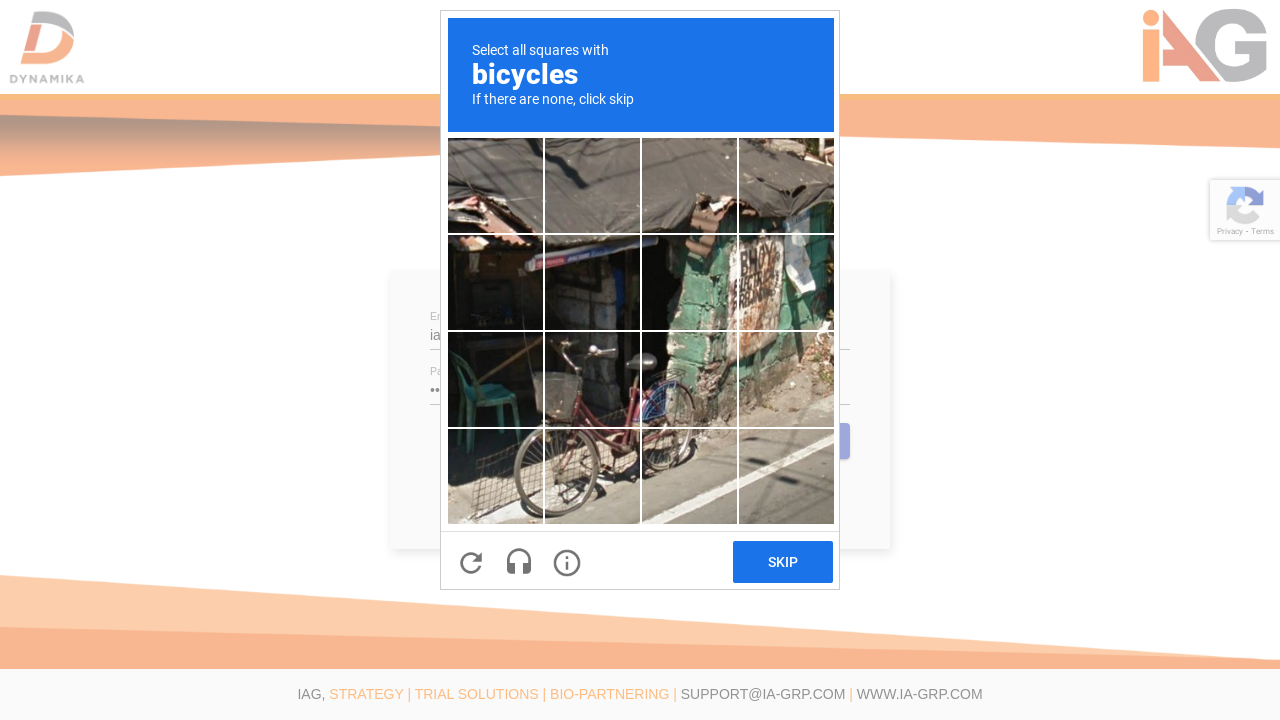 DYNAMIKA
iAG
Select all squares with
bicycles
If there are none, click skip
Privacy - Terms
SKIP
IAG, STRATEGY | TRIAL SOLUTIONS | BIO-PARTNERING | SUPPORT@IA-GRP.COM | WWW.IA-GRP.COM